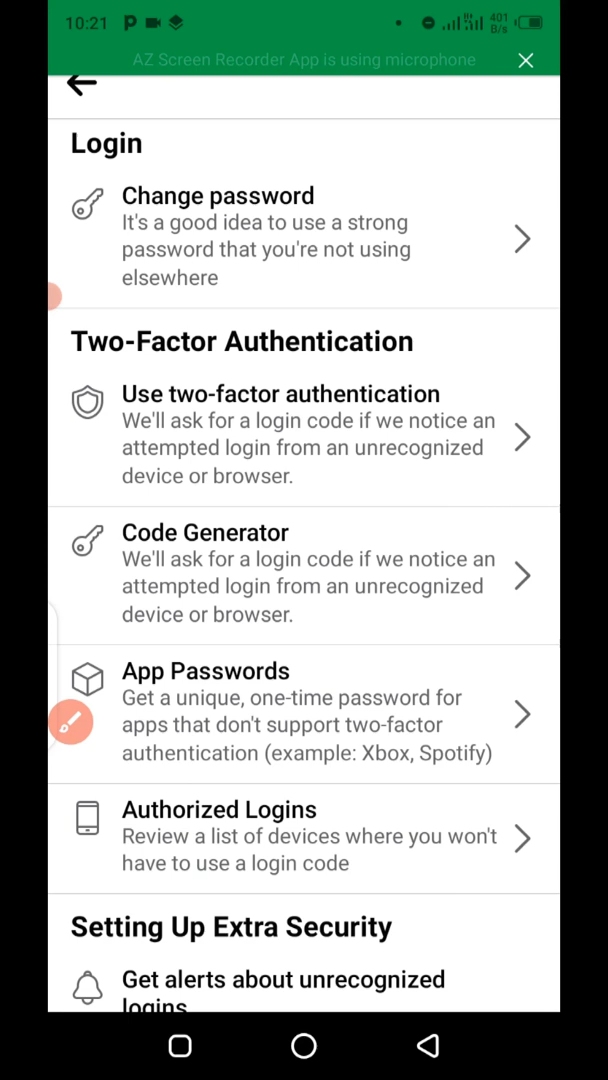 10:21 P 401 B/s
AZ Screen Recorder App is using microphone
Login
Change password
It's a good idea to use a strong
password that you're not using
elsewhere
Two-Factor Authentication
Use two-factor authentication
We'll ask for a login code if we notice an
attempted login from an unrecognized
device or browser.
Code Generator
We'll ask for a login code if we notice an
attempted login from an unrecognized
device or browser.
App Passwords
Get a unique, one-time password for
apps that don't support two-factor
authentication (example: Xbox, Spotify)
Authorized Logins
Review a list of devices where you won't
have to use a login code
Setting Up Extra Security
Get alerts about unrecognized
logins